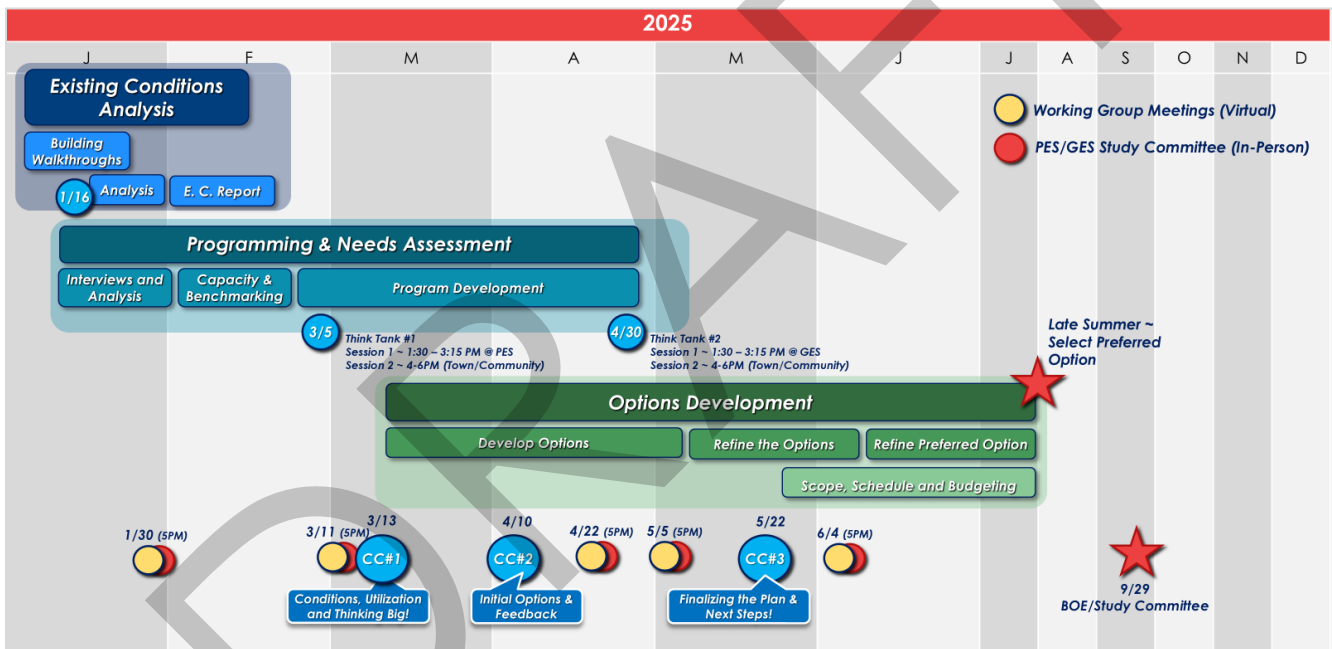 2025
J F M A M J J A S O N D
Existing Conditions
Analysis
Building
Walkthroughs
1/16
Analysis
E. C. Report
Working Group Meetings (Virtual)
PES/GES Study Committee (In-Person)
Programming & Needs Assessment
Interviews and
Analysis
Capacity &
Benchmarking
Program Development
3/5
Think Tank #1
Session 1 ~ 1:30 – 3:15 PM @ PES
Session 2 ~ 4-6PM (Town/Community)
4/30
Think Tank #2
Session 1 ~ 1:30 – 3:15 PM @ GES
Session 2 ~ 4-6PM (Town/Community)
Late Summer ~
Select Preferred
Option
Options Development
Develop Options
Refine the Options
Refine Preferred Option
Scope, Schedule and Budgeting
1/30 (5PM)
3/11 (5PM)
3/13
CC#1
Conditions, Utilization
and Thinking Big!
4/10
CC#2
Initial Options &
Feedback
4/22 (5PM)
5/5 (5PM)
5/22
CC#3
Finalizing the Plan &
Next Steps!
6/4 (5PM)
9/29
BOE/Study Committee
DRAFT